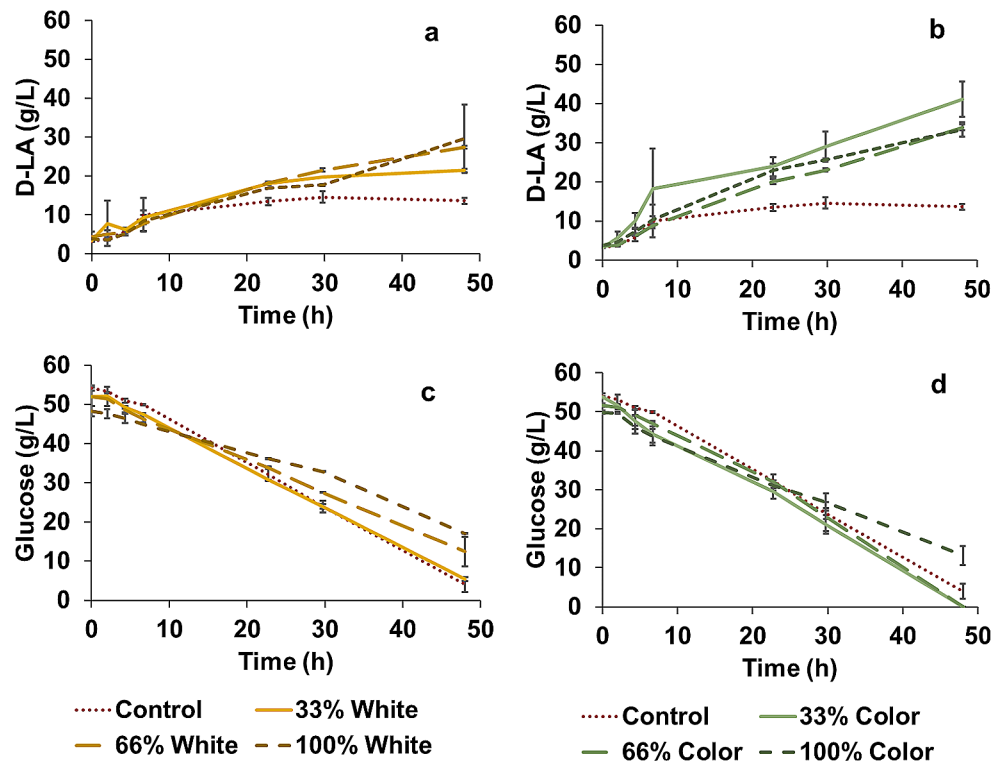 a
60
50
40
30
20
10
0
D-LA (g/L)
0 10 20 30 40 50
Time (h)
b
60
50
40
30
20
10
0
D-LA (g/L)
0 10 20 30 40 50
Time (h)
c
60
50
40
30
20
10
0
Glucose (g/L)
0 10 20 30 40 50
Time (h)
d
60
50
40
30
20
10
0
Glucose (g/L)
0 10 20 30 40 50
Time (h)
Control 33% White
66% White 100% White
Control 33% Color
66% Color 100% Color